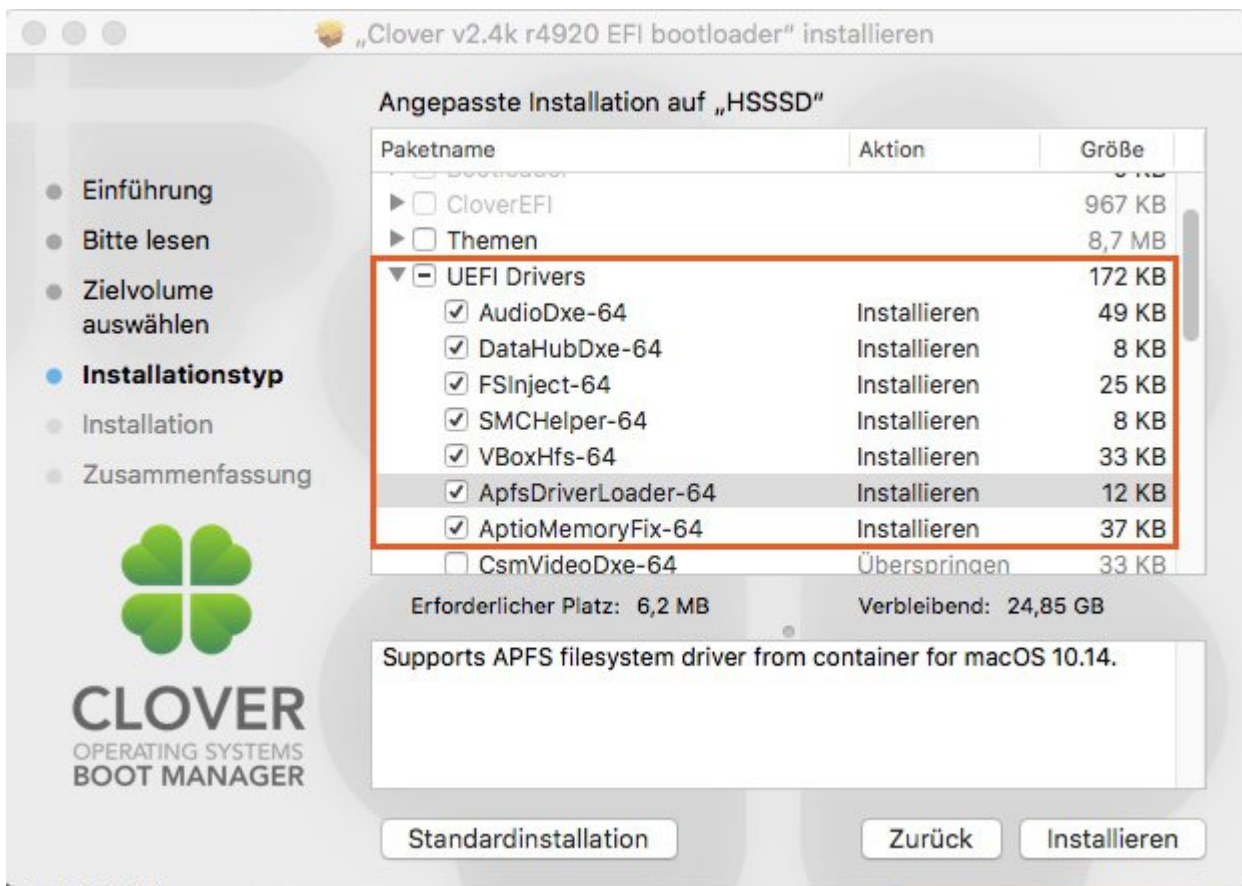 „Clover v2.4k r4920 EFI bootloader“ installieren
Angepasste Installation auf „HSSSD“
Paketname Aktion Größe
CloverEFI 967 KB
Themen 8,7 MB
UEFI Drivers 172 KB
AudioDxe-64 Installieren 49 KB
DataHubDxe-64 Installieren 8 KB
FSInject-64 Installieren 25 KB
SMCHelper-64 Installieren 8 KB
VBoxHfs-64 Installieren 33 KB
ApfsDriverLoader-64 Installieren 12 KB
AptioMemoryFix-64 Installieren 37 KB
CsmVideoDxe-64 Überspringen 33 KB
Erforderlicher Platz: 6,2 MB Verbleibend: 24,85 GB
Supports APFS filesystem driver from container for macOS 10.14.
Einführung
Bitte lesen
Zielvolume
auswählen
Installationstyp
Installation
Zusammenfassung
CLOVER
OPERATING SYSTEMS
BOOT MANAGER
Standardinstallation Zurück Installieren